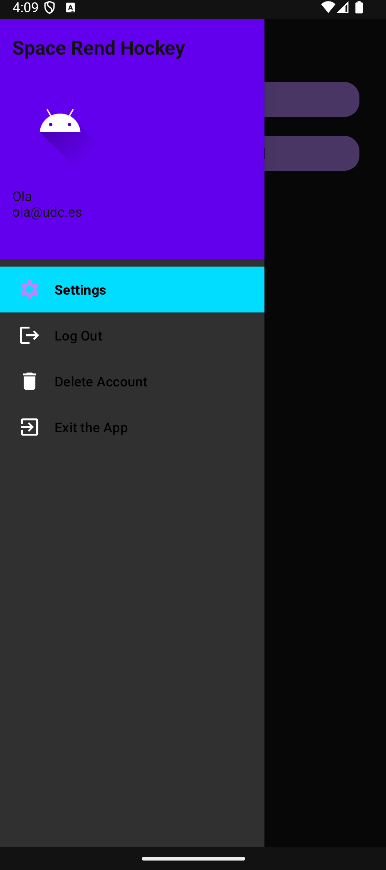 4:09
Space Rend Hockey
Ola
ola@udc.es
Settings
Log Out
Delete Account
Exit the App